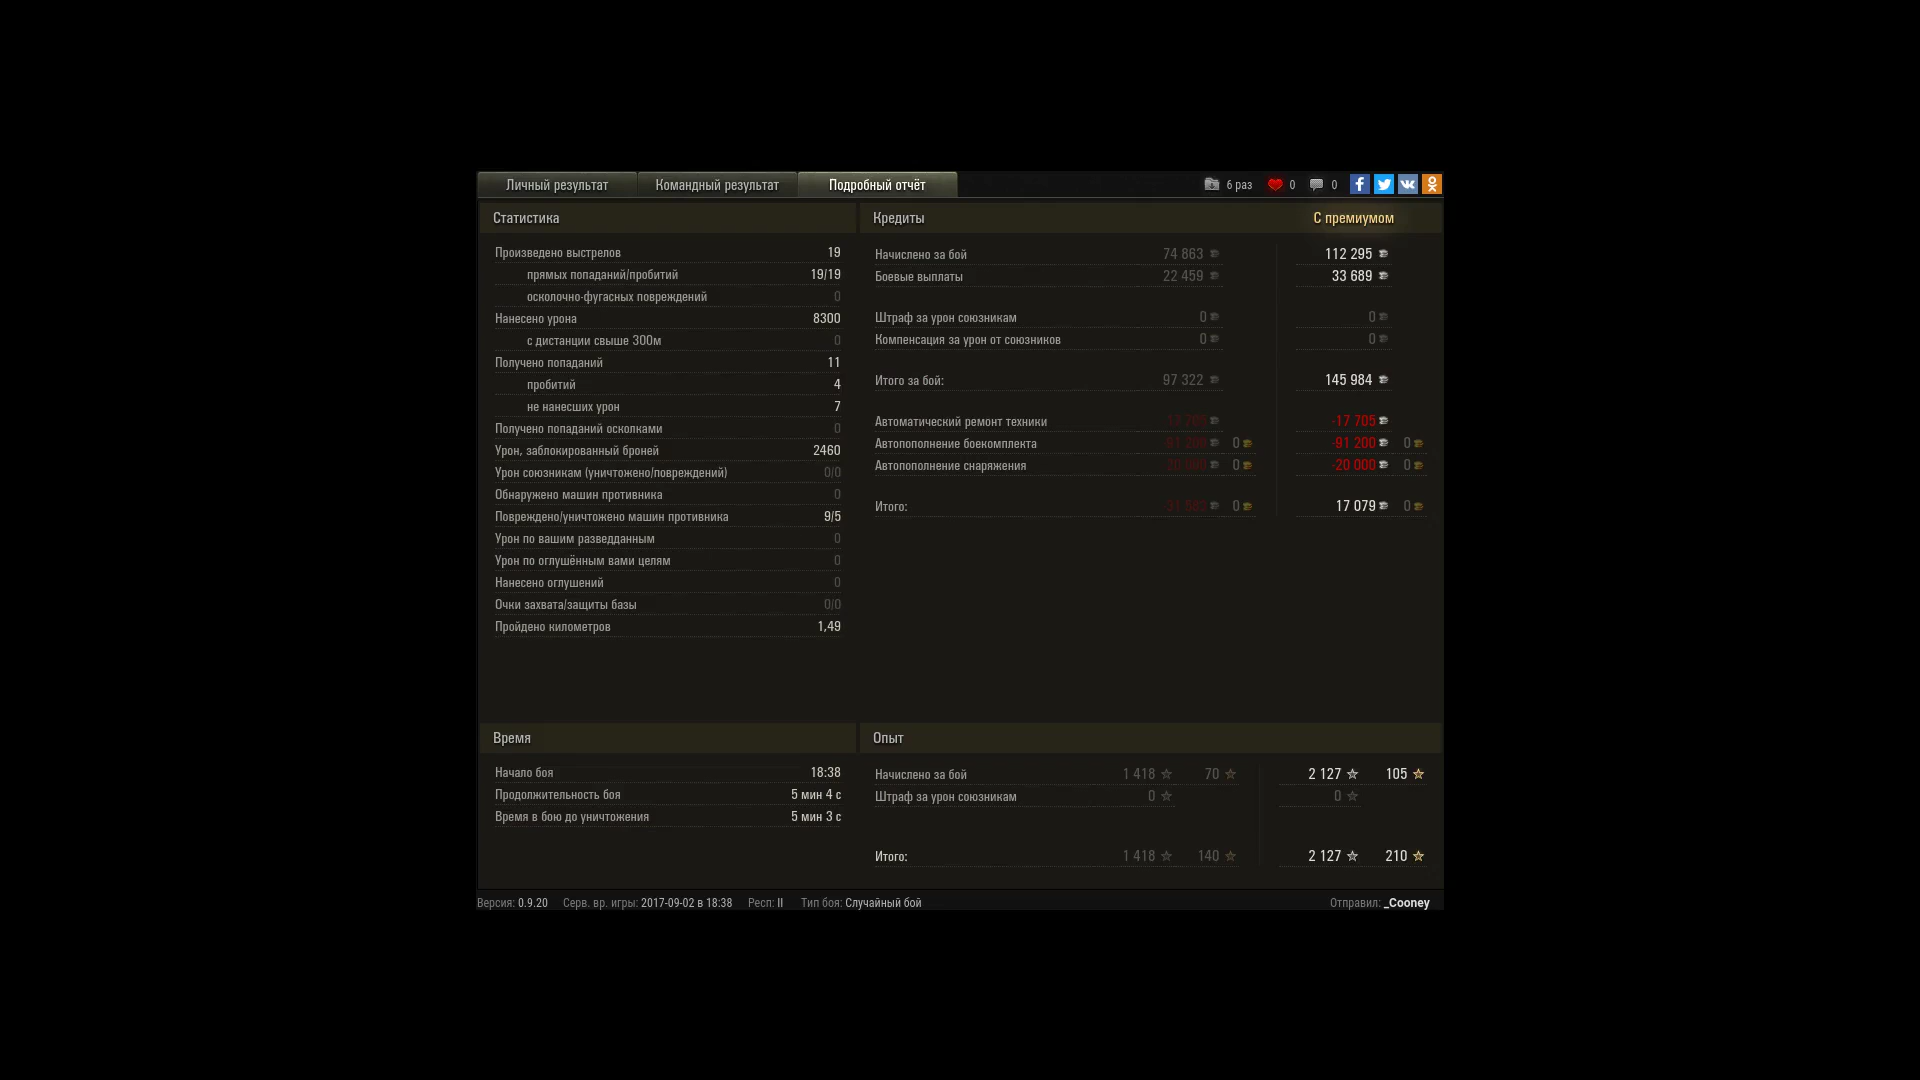 Личный результат Командный результат Подробный отчёт 6 раз 0 0
Статистика
Произведено выстрелов 19
прямых попаданий/пробитий 19/19
осколочно-фугасных повреждений 0
Нанесено урона 8300
с дистанции свыше 300м 0
Получено попаданий 11
пробитий 4
не нанесших урон 7
Получено попаданий осколками 0
Урон, заблокированный броней 2460
Урон союзникам (уничтожено/повреждений) 0/0
Обнаружено машин противника 0
Повреждено/уничтожено машин противника 9/5
Урон по вашим разведданным 0
Урон по оглушённым вами целям 0
Нанесено оглушений 0
Очки захвата/защиты базы 0/0
Пройдено километров 1,49
Кредиты С премиумом
Начислено за бой 74 863 112 295
Боевые выплаты 22 459 33 689
Штраф за урон союзникам 0 0
Компенсация за урон от союзников 0 0
Итого за бой: 97 322 145 984
Автоматический ремонт техники -17 705
Автопополнение боекомплекта 0 -91 200 0
Автопополнение снаряжения 0 -20 000 0
Итого: 0 17 079 0
Время
Начало боя 18:38
Продолжительность боя 5 мин 4 с
Время в бою до уничтожения 5 мин 3 с
Опыт
Начислено за бой 1 418 70 2 127 105
Штраф за урон союзникам 0 0
Итого: 1 418 140 2 127 210
Версия: 0.9.20 Серв. вр. игры: 2017-09-02 в 18:38 Респ: II Тип боя: Случайный бой Отправил: _Cooney